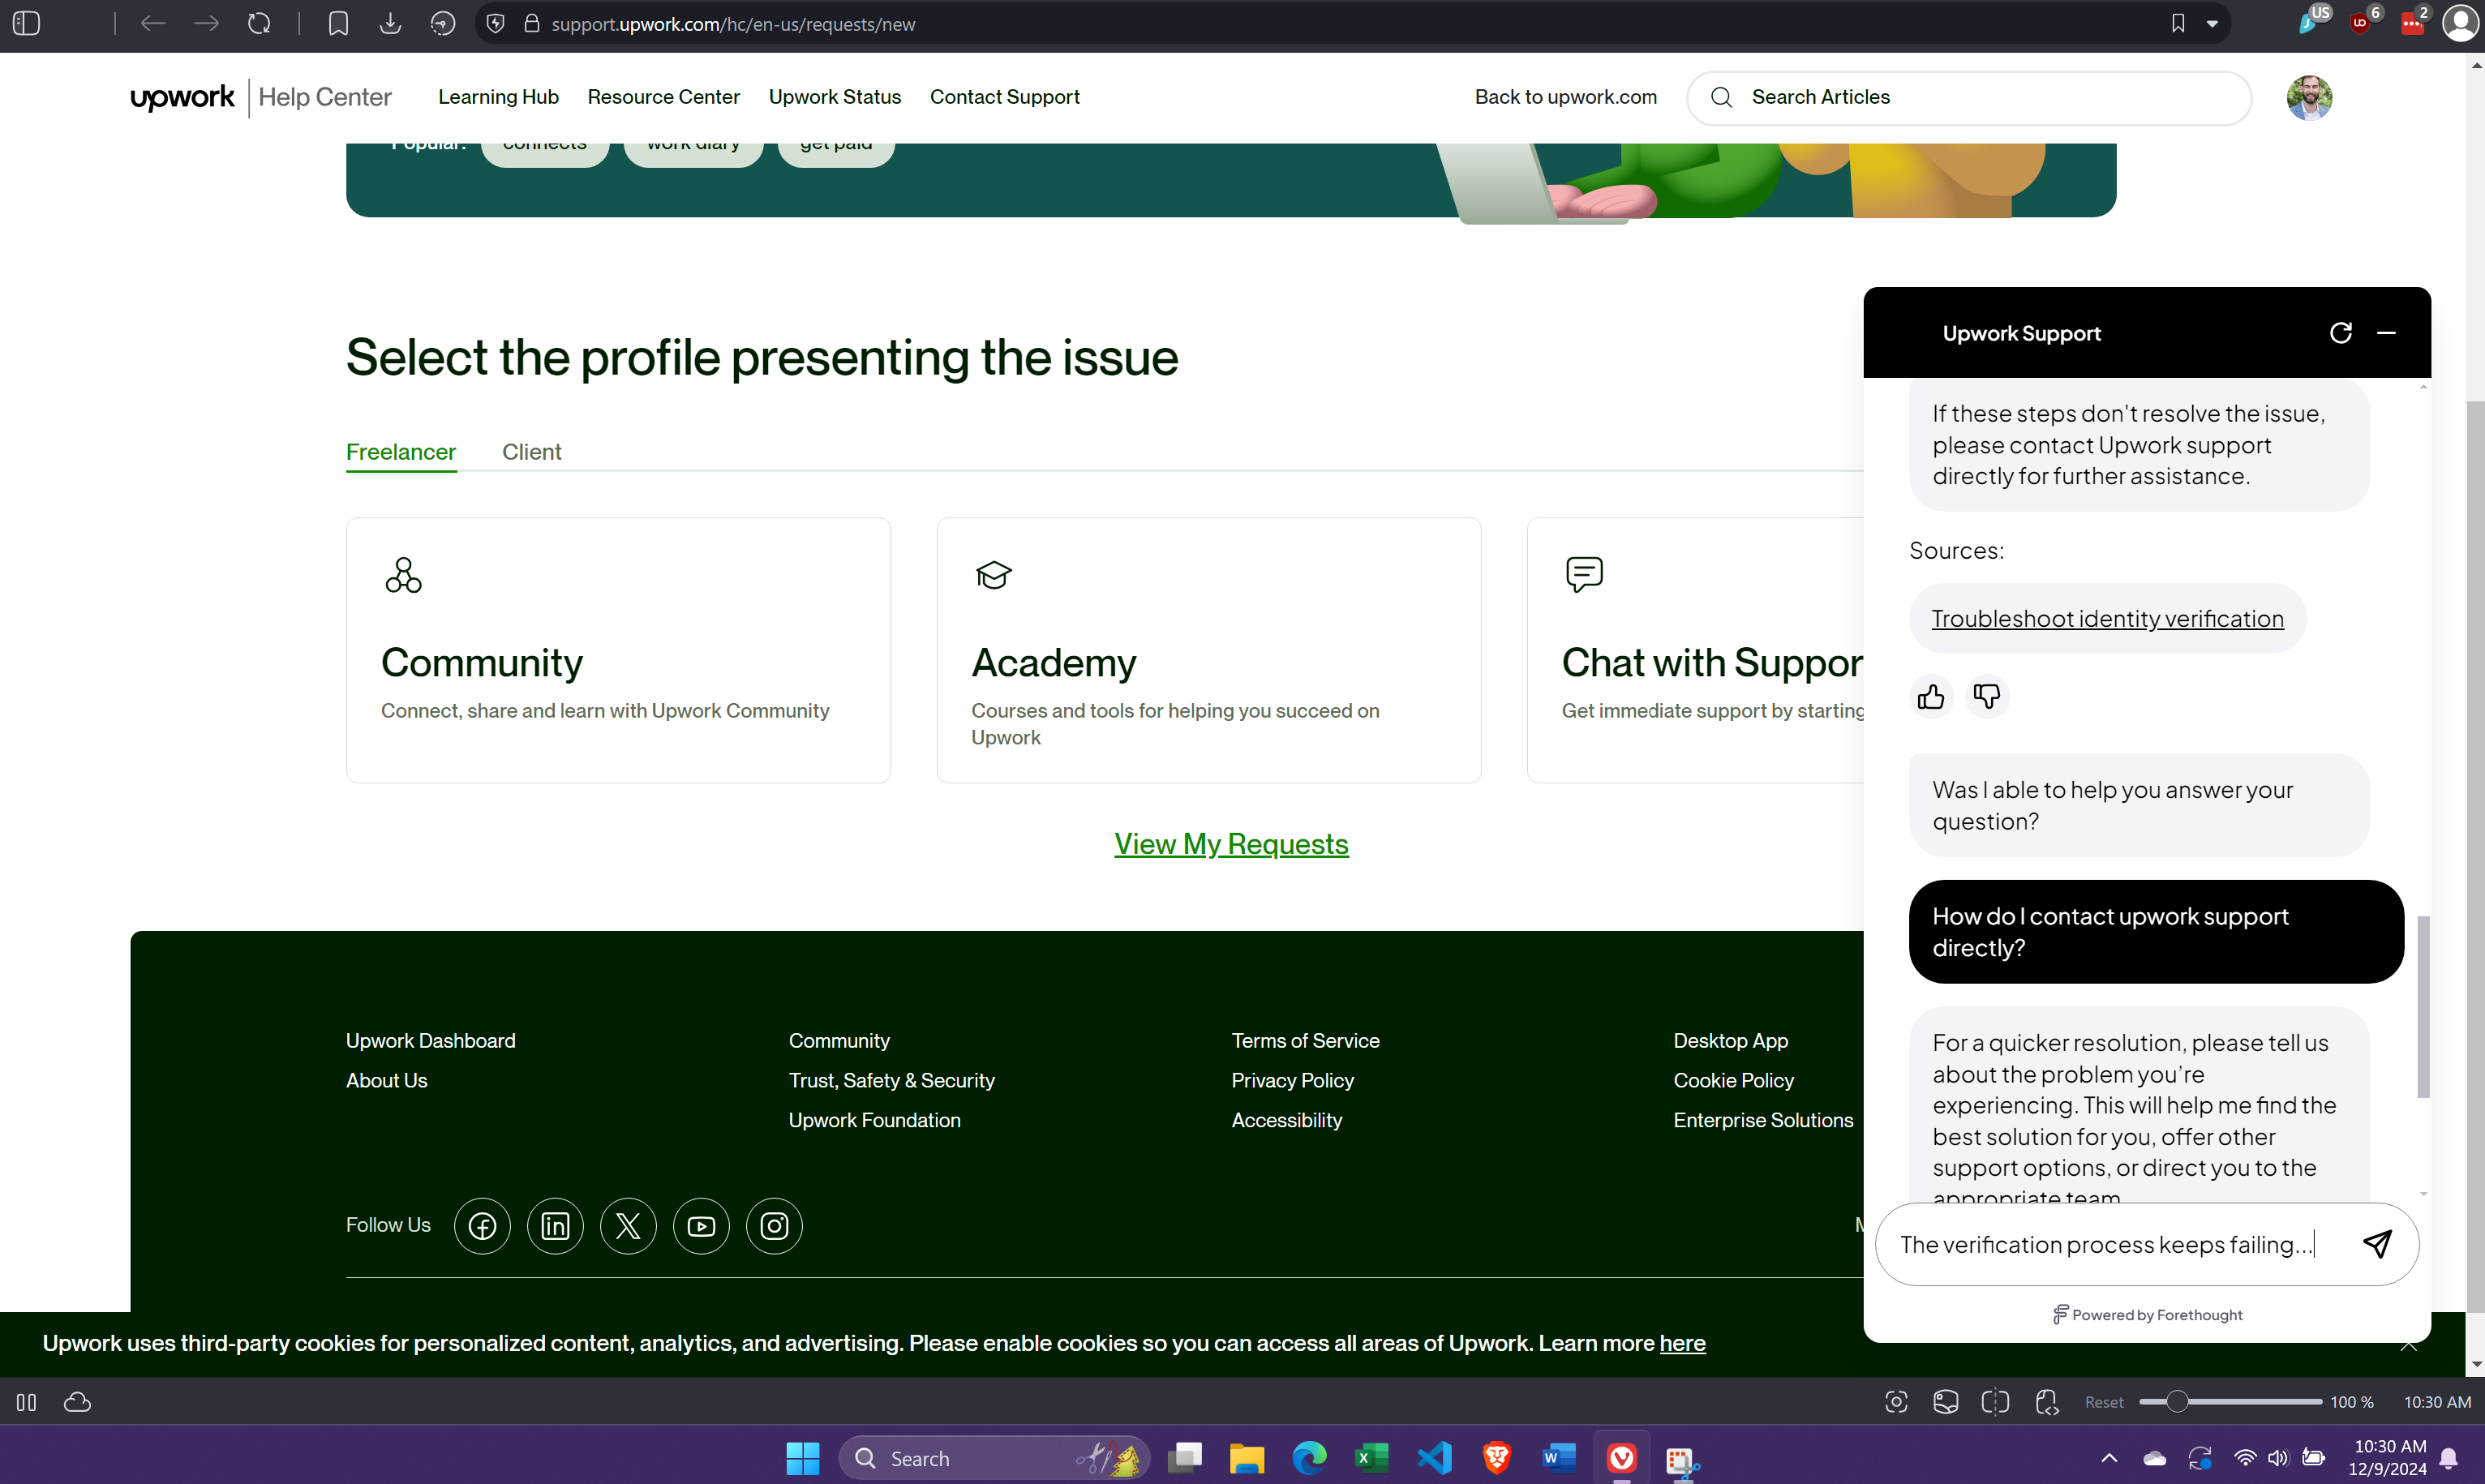 support.upwork.com/hc/en-us/requests/new
US
6
2
upwork
Help Center
Learning Hub
Resource Center
Upwork Status
Contact Support
Back to upwork.com
Search Articles
Popular:
connects
work diary
get paid
Select the profile presenting the issue
Freelancer
Client
Community
Connect, share and learn with Upwork Community
Academy
Courses and tools for helping you succeed on
Upwork
Chat with Suppor
Get immediate support by starting
View My Requests
Upwork Dashboard
About Us
Community
Trust, Safety & Security
Upwork Foundation
Terms of Service
Privacy Policy
Accessibility
Desktop App
Cookie Policy
Enterprise Solutions
Follow Us
Upwork uses third-party cookies for personalized content, analytics, and advertising. Please enable cookies so you can access all areas of Upwork. Learn more here
Upwork Support
If these steps don't resolve the issue,
please contact Upwork support
directly for further assistance.
Sources:
Troubleshoot identity verification
Was I able to help you answer your
question?
How do I contact upwork support
directly?
For a quicker resolution, please tell us
about the problem you’re
experiencing. This will help me find the
best solution for you, offer other
support options, or direct you to the
appropriate team
The verification process keeps failing...
Powered by Forethought
Reset
100 %
10:30 AM
Search
10:30 AM
12/9/2024